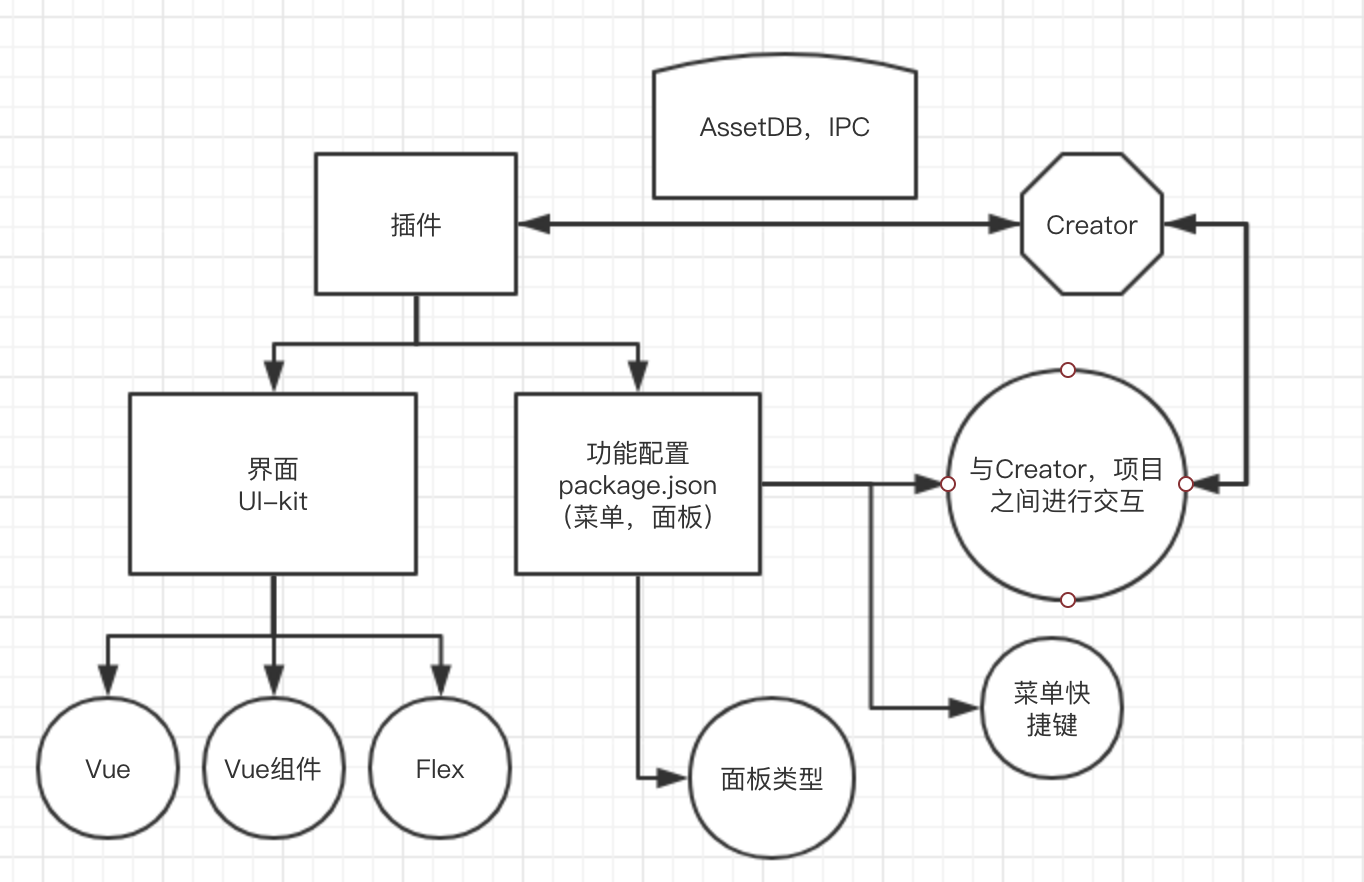 AssetDB，IPC
插件
Creator
界面
UI-kit
功能配置
package.json
（菜单，面板）
与Creator，项目
之间进行交互
菜单快
捷键
Vue
Vue组件
Flex
面板类型